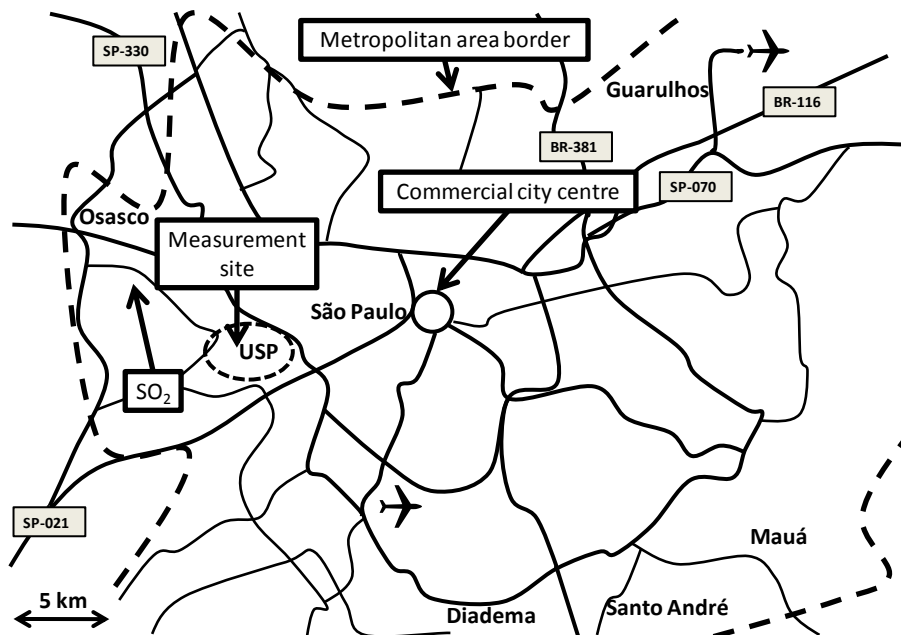 SP-330
Metropolitan area border
Guarulhos
BR-116
BR-381
SP-070
Commercial city centre
Osasco
Measurement
site
São Paulo
USP
SO₂
SP-021
Mauá
5 km
Diadema
Santo André